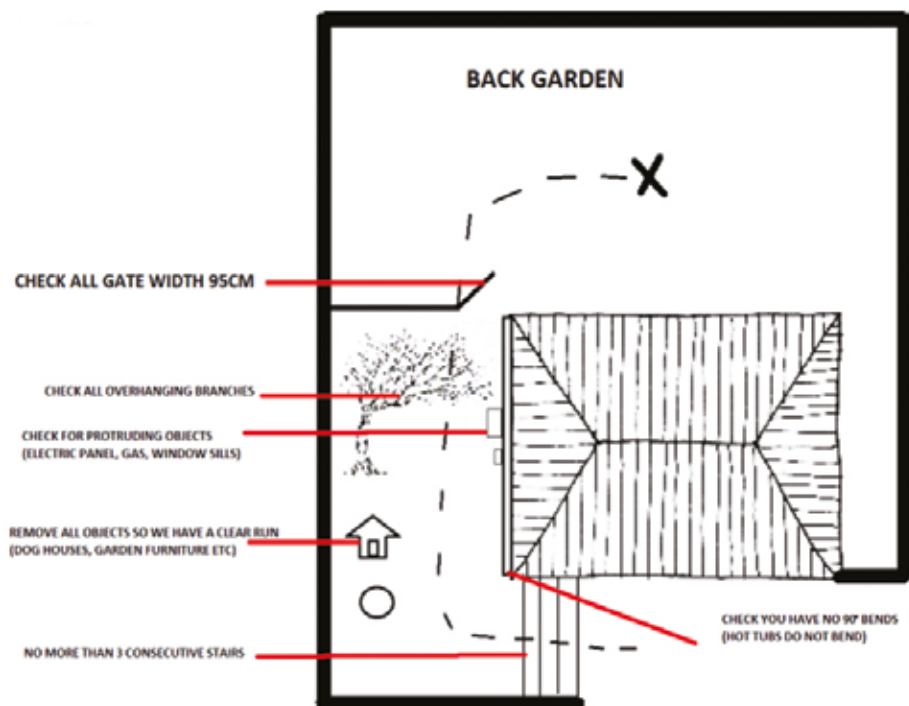 BACK GARDEN
CHECK ALL GATE WIDTH 95CM
CHECK ALL OVERHANGING BRANCHES
CHECK FOR PROTRUDING OBJECTS
(ELECTRIC PANEL, GAS, WINDOW SILLS)
REMOVE ALL OBJECTS SO WE HAVE A CLEAR RUN
(DOG HOUSES, GARDEN FURNITURE ETC)
CHECK YOU HAVE NO 90° BENDS
(HOT TUBS DO NOT BEND)
NO MORE THAN 3 CONSECUTIVE STAIRS